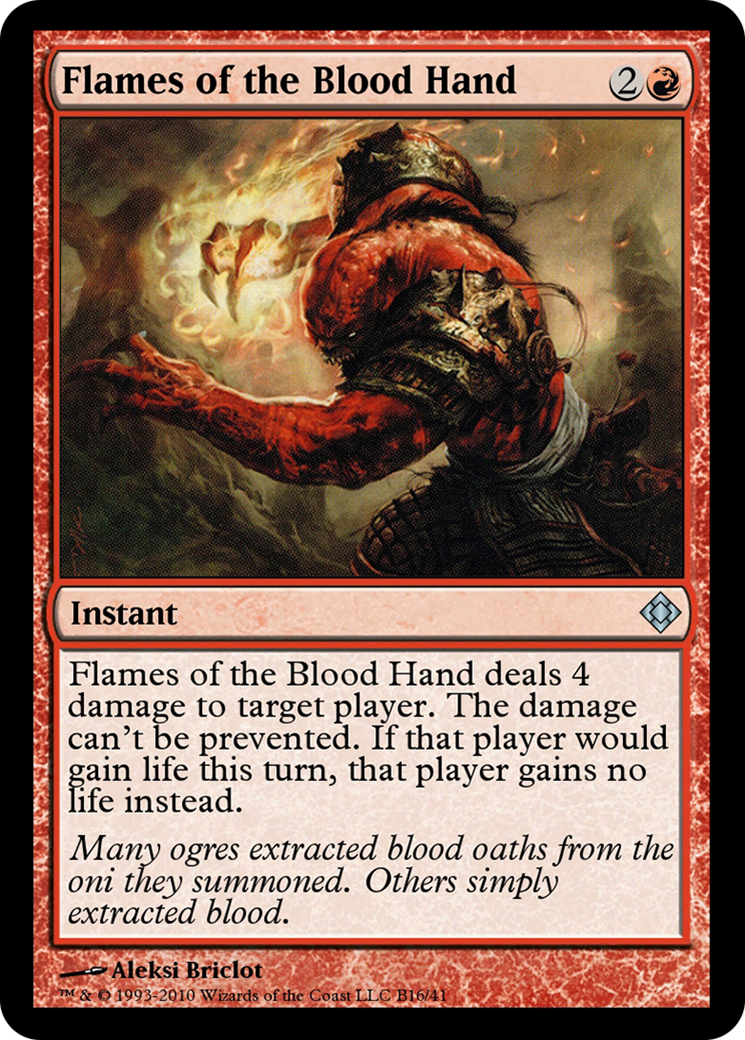 Flames of the Blood Hand 2
Instant
Flames of the Blood Hand deals 4
damage to target player. The damage
can't be prevented. If that player would
gain life this turn, that player gains no
life instead.
Many ogres extracted blood oaths from the
oni they summoned. Others simply
extracted blood.
Aleksi Briclot
™ & © 1993-2010 Wizards of the Coast LLC B16/41